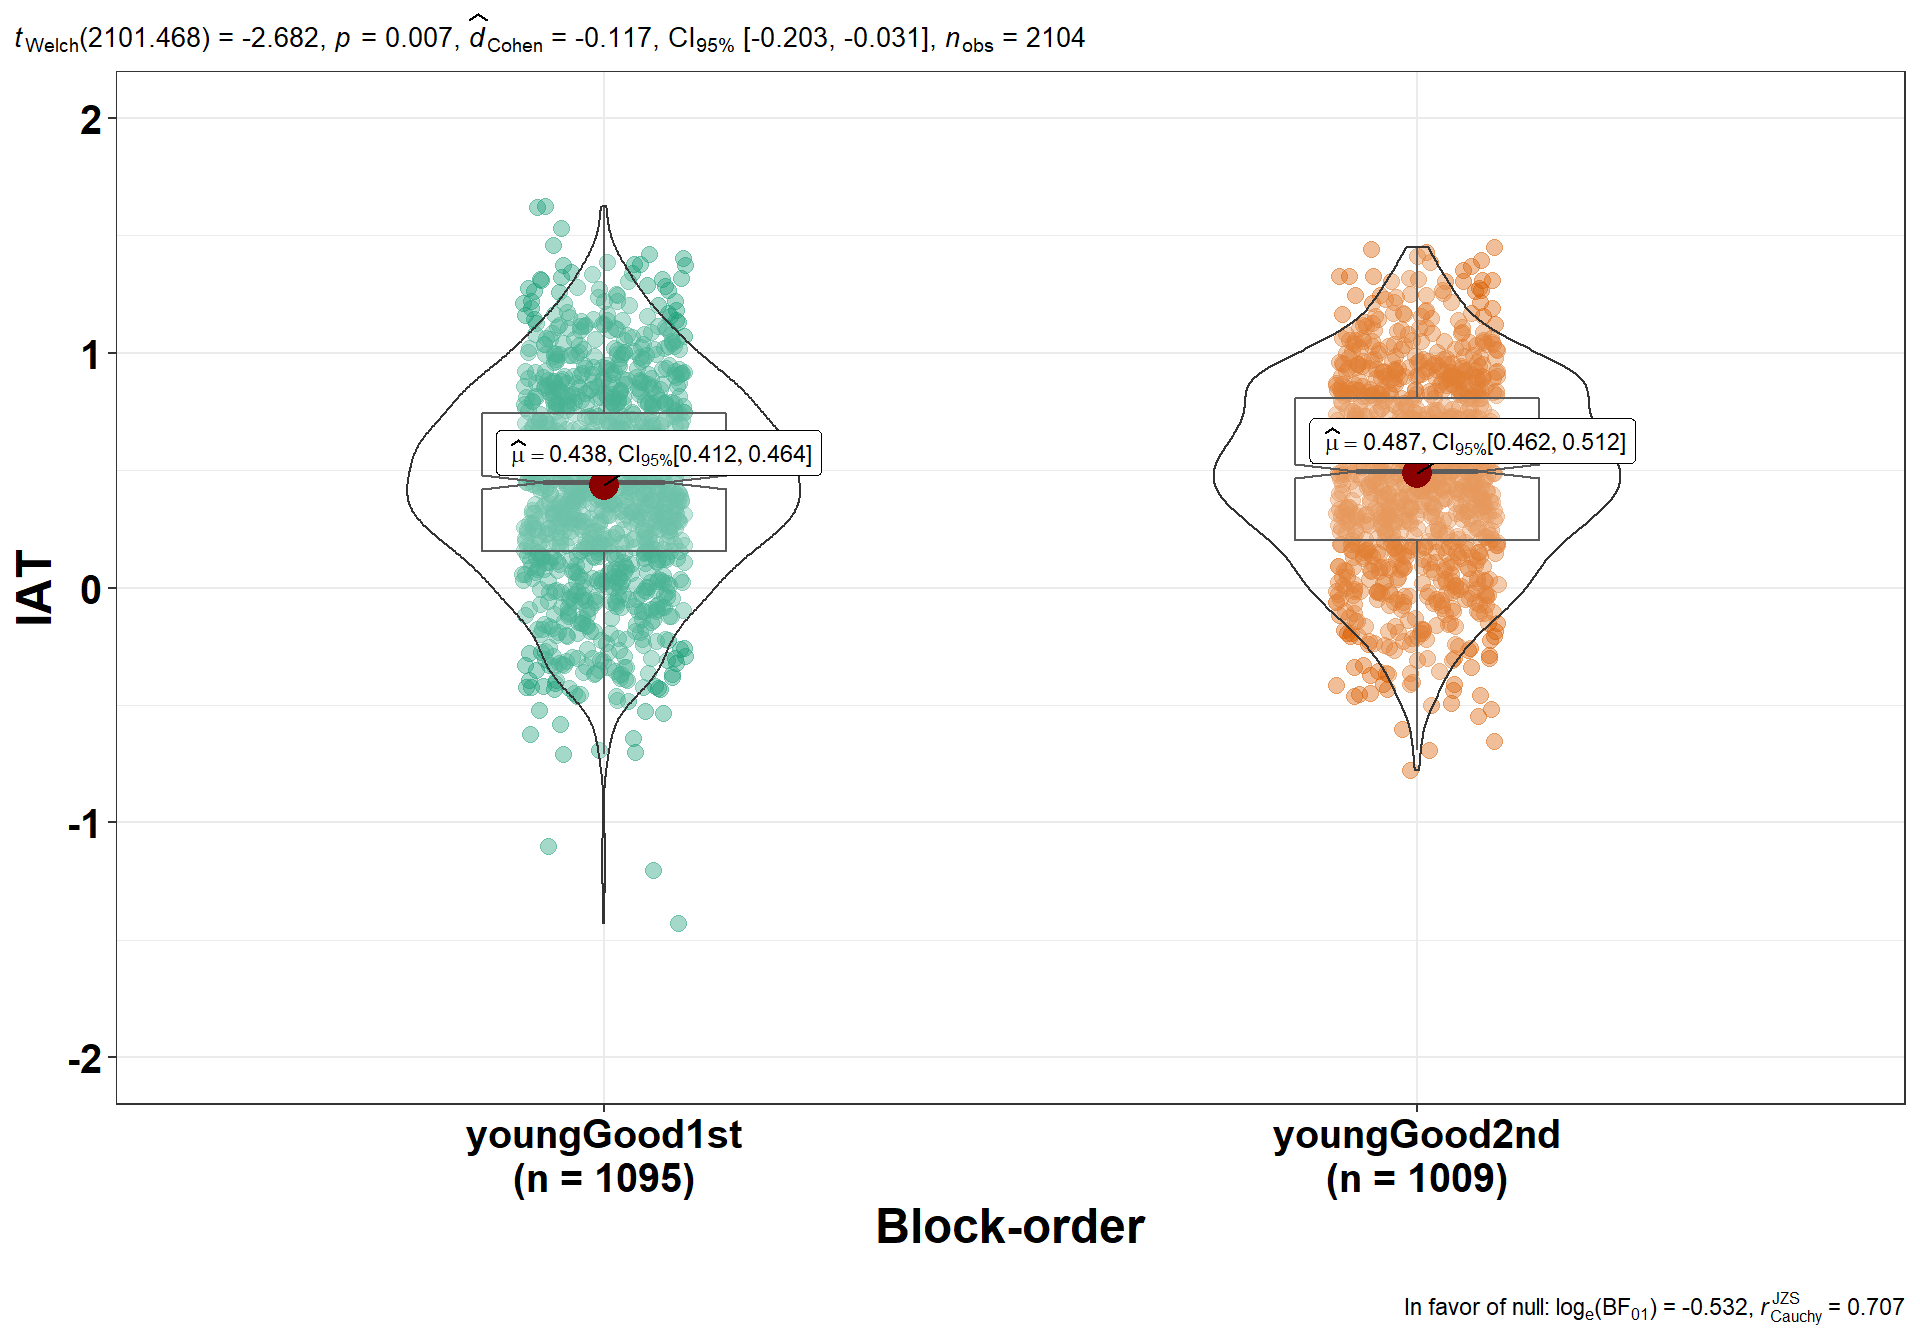 t Welch(2101.468) = -2.682, p = 0.007, d̂ Cohen = -0.117, CI95% [-0.203, -0.031], nobs = 2104
2
1
0
-1
-2
IAT
μ̂ = 0.438, CI95%[0.412, 0.464]
μ̂ = 0.487, CI95%[0.462, 0.512]
youngGood1st
(n = 1095)
youngGood2nd
(n = 1009)
Block-order
In favor of null: loge(BF01) = -0.532, r JZS Cauchy = 0.707